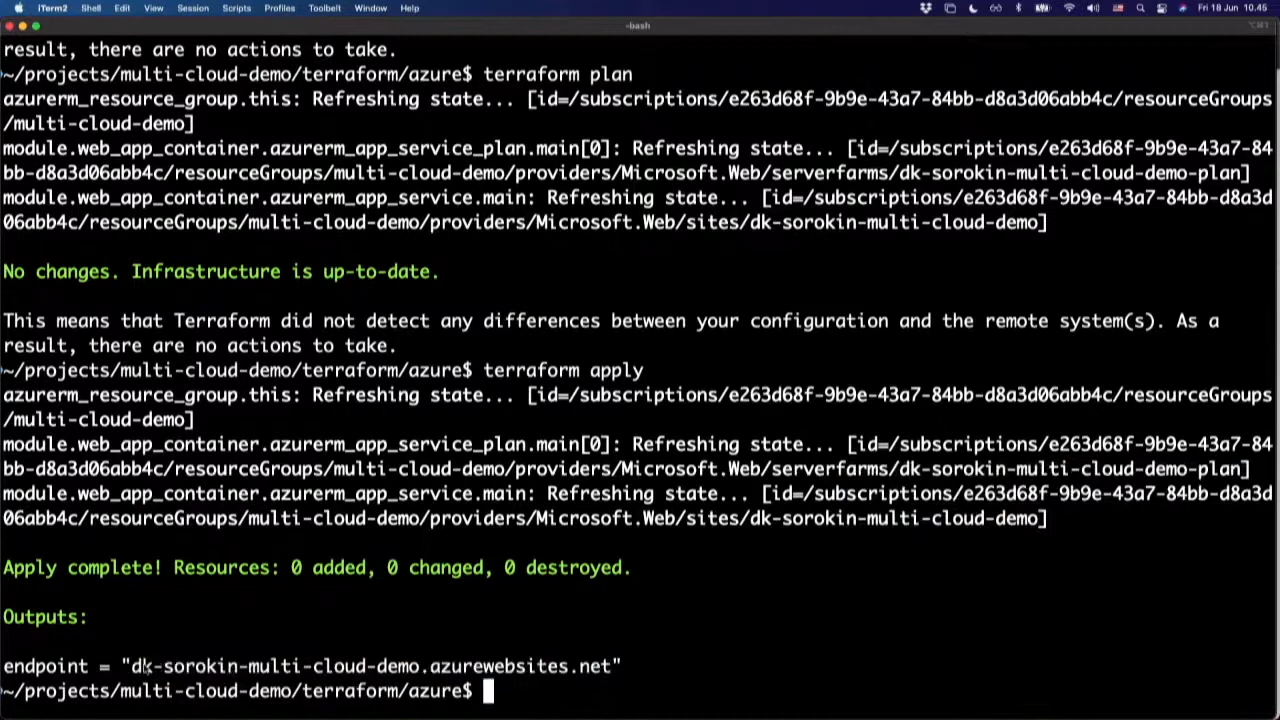 iTerm2 Shell Edit View Session Scripts Profiles Toolbelt Window Help Fri 18 Jun 10.45
-bash
result, there are no actions to take.
~/projects/multi-cloud-demo/terraform/azure$ terraform plan
azurerm_resource_group.this: Refreshing state... [id=/subscriptions/e263d68f-9b9e-43a7-84bb-d8a3d06abb4c/resourceGroups
/multi-cloud-demo]
module.web_app_container.azurerm_app_service_plan.main[0]: Refreshing state... [id=/subscriptions/e263d68f-9b9e-43a7-84
bb-d8a3d06abb4c/resourceGroups/multi-cloud-demo/providers/Microsoft.Web/serverfarms/dk-sorokin-multi-cloud-demo-plan]
module.web_app_container.azurerm_app_service.main: Refreshing state... [id=/subscriptions/e263d68f-9b9e-43a7-84bb-d8a3d
06abb4c/resourceGroups/multi-cloud-demo/providers/Microsoft.Web/sites/dk-sorokin-multi-cloud-demo]
No changes. Infrastructure is up-to-date.
This means that Terraform did not detect any differences between your configuration and the remote system(s). As a
result, there are no actions to take.
~/projects/multi-cloud-demo/terraform/azure$ terraform apply
azurerm_resource_group.this: Refreshing state... [id=/subscriptions/e263d68f-9b9e-43a7-84bb-d8a3d06abb4c/resourceGroups
/multi-cloud-demo]
module.web_app_container.azurerm_app_service_plan.main[0]: Refreshing state... [id=/subscriptions/e263d68f-9b9e-43a7-84
bb-d8a3d06abb4c/resourceGroups/multi-cloud-demo/providers/Microsoft.Web/serverfarms/dk-sorokin-multi-cloud-demo-plan]
module.web_app_container.azurerm_app_service.main: Refreshing state... [id=/subscriptions/e263d68f-9b9e-43a7-84bb-d8a3d
06abb4c/resourceGroups/multi-cloud-demo/providers/Microsoft.Web/sites/dk-sorokin-multi-cloud-demo]
Apply complete! Resources: 0 added, 0 changed, 0 destroyed.
Outputs:
endpoint = "dk-sorokin-multi-cloud-demo.azurewebsites.net"
~/projects/multi-cloud-demo/terraform/azure$